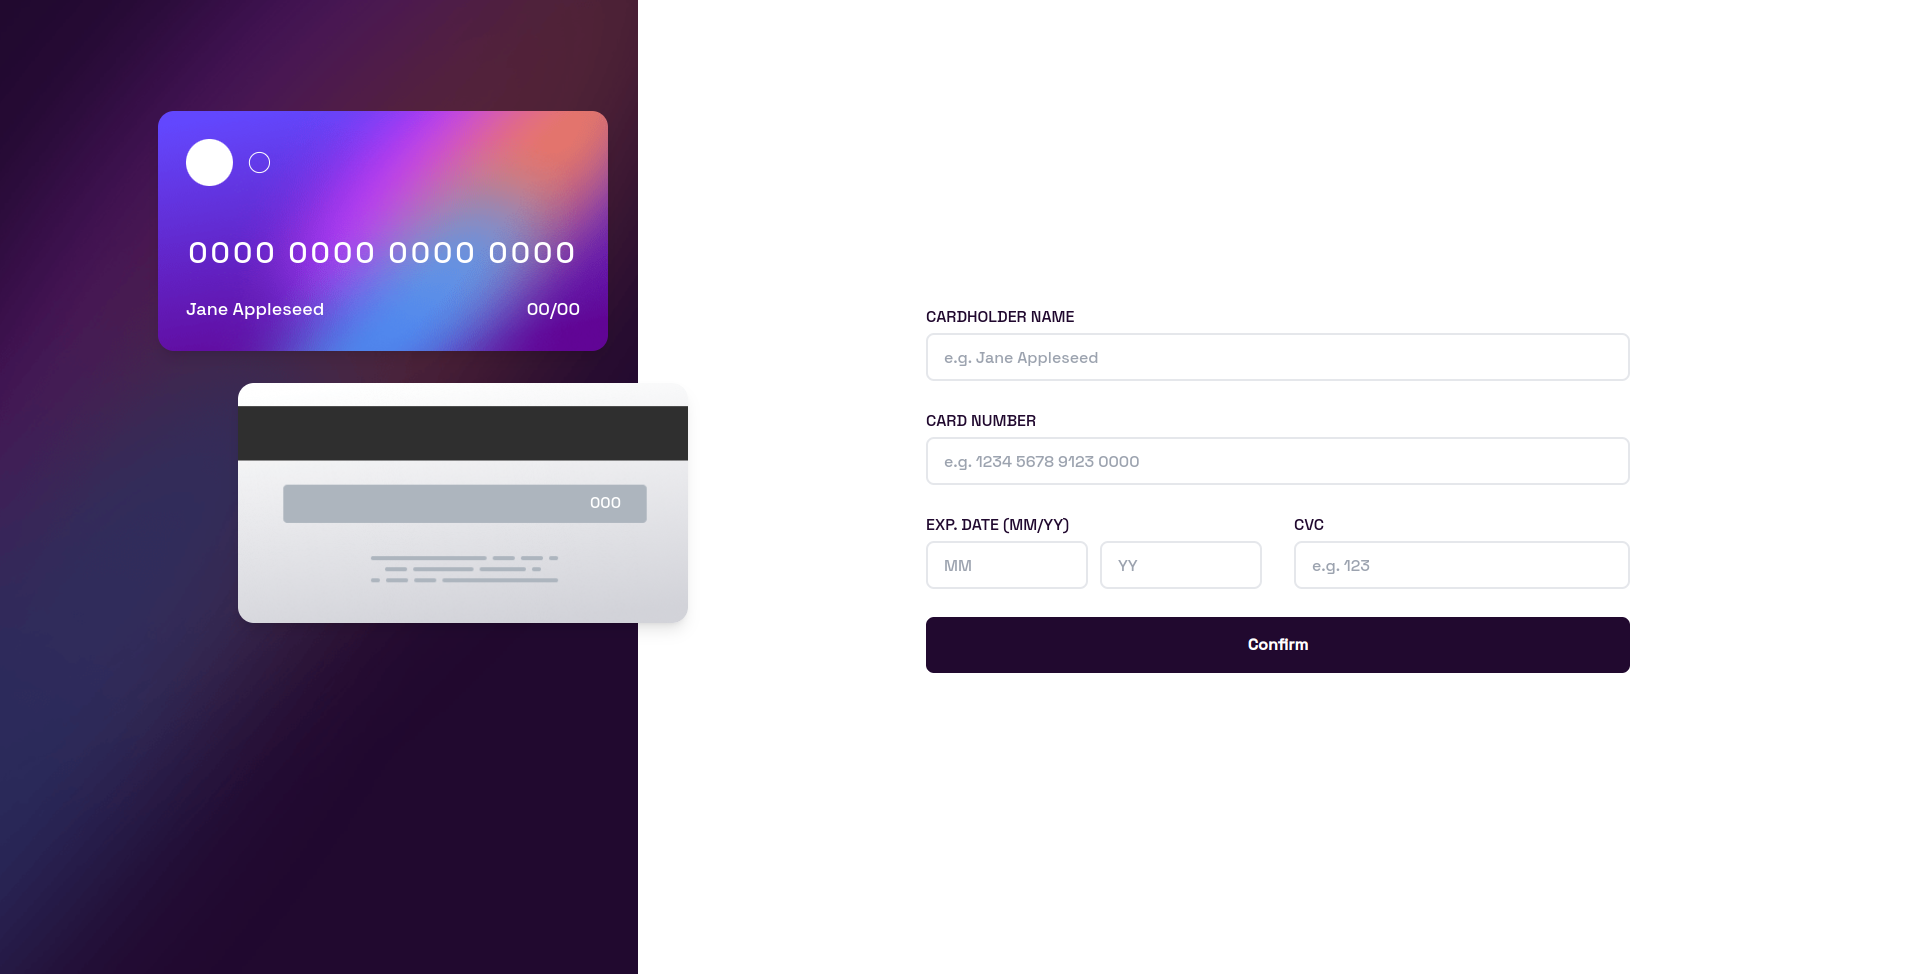 0000 0000 0000 0000
Jane Appleseed 00/00
000
CARDHOLDER NAME
e.g. Jane Appleseed
CARD NUMBER
e.g. 1234 5678 9123 0000
EXP. DATE (MM/YY) CVC
MM YY e.g. 123
Confirm